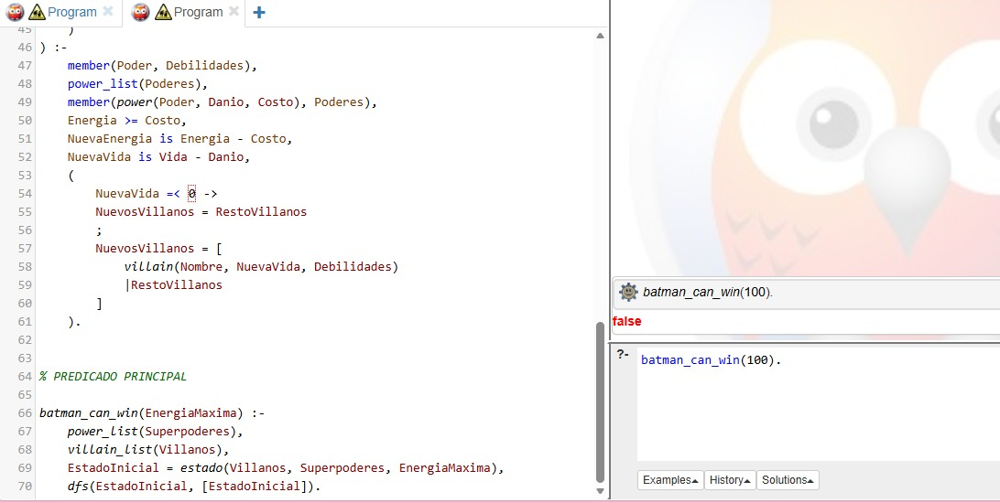 Program Program
45 )
46 ) :-
47 member(Poder, Debilidades),
48 power_list(Poderes),
49 member(power(Poder, Danio, Costo), Poderes),
50 Energia >= Costo,
51 NuevaEnergia is Energia - Costo,
52 NuevaVida is Vida - Danio,
53 (
54 NuevaVida =< 0 ->
55 NuevosVillanos = RestoVillanos
56 ;
57 NuevosVillanos = [
58 villain(Nombre, NuevaVida, Debilidades)
59 |RestoVillanos
60 ]
61 ).
62
63
64 % PREDICADO PRINCIPAL
65
66 batman_can_win(EnergiaMaxima) :-
67 power_list(Superpoderes),
68 villain_list(Villanos),
69 EstadoInicial = estado(Villanos, Superpoderes, EnergiaMaxima),
70 dfs(EstadoInicial, [EstadoInicial]).
batman_can_win(100).
false
?- batman_can_win(100).
Examples History Solutions